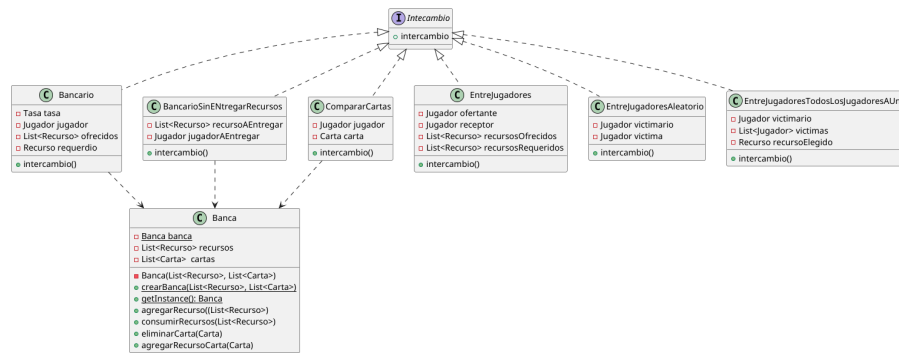 I Intecambio
intercambio
C Bancario
Tasa tasa
Jugador jugador
List<Recurso> ofrecidos
Recurso requerdio
intercambio()
C BancarioSinENtregarRecursos
List<Recurso> recursoAEntregar
Jugador jugadorAEntregar
intercambio()
C CompararCartas
Jugador jugador
Carta carta
intercambio()
C EntreJugadores
Jugador ofertante
Jugador receptor
List<Recurso> recursosOfrecidos
List<Recurso> recursosRequeridos
intercambio()
C EntreJugadoresAleatorio
Jugador victimario
Jugador victima
intercambio()
C EntreJugadoresTodosLosJugadoresAUn
Jugador victimario
List<Jugador> victimas
Recurso recursoElegido
intercambio()
C Banca
Banca banca
List<Recurso> recursos
List<Carta> cartas
Banca(List<Recurso>, List<Carta>)
crearBanca(List<Recurso>, List<Carta>)
getInstance(): Banca
agregarRecurso((List<Recurso>)
consumirRecursos(List<Recurso>)
eliminarCarta(Carta)
agregarRecursoCarta(Carta)